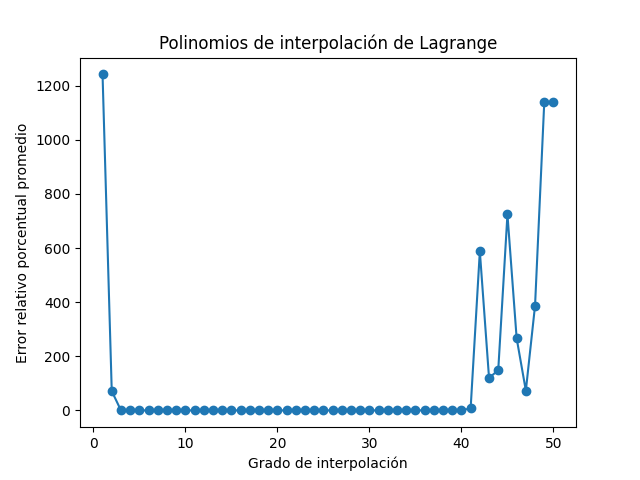 Polinomios de interpolación de Lagrange
Error relativo porcentual promedio
1200
1000
800
600
400
200
0
0 10 20 30 40 50
Grado de interpolación